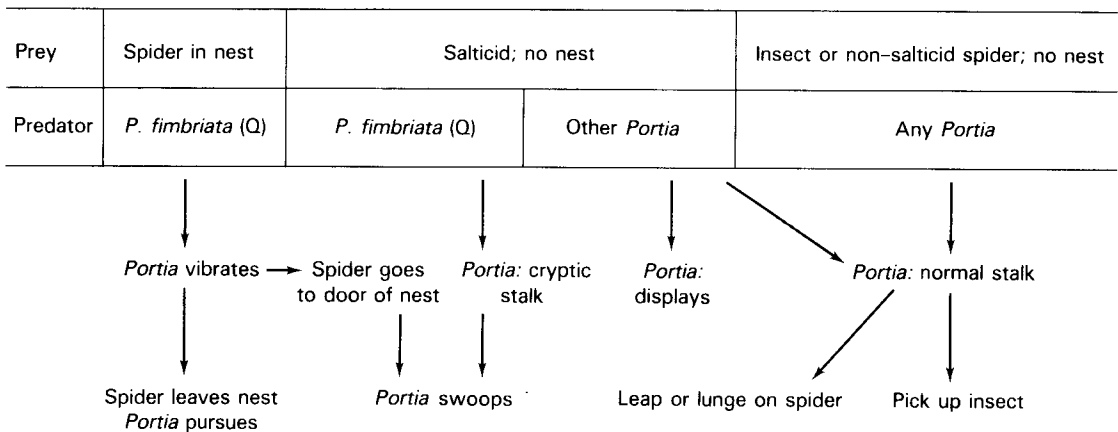 Prey
Spider in nest
Salticid; no nest
Insect or non-salticid spider; no nest
Predator
P. fimbriata (Q)
P. fimbriata (Q)
Other Portia
Any Portia
Portia vibrates
Spider goes
to door of nest
Portia: cryptic
stalk
Portia:
displays
Portia: normal stalk
Spider leaves nest
Portia pursues
Portia swoops
Leap or lunge on spider
Pick up insect